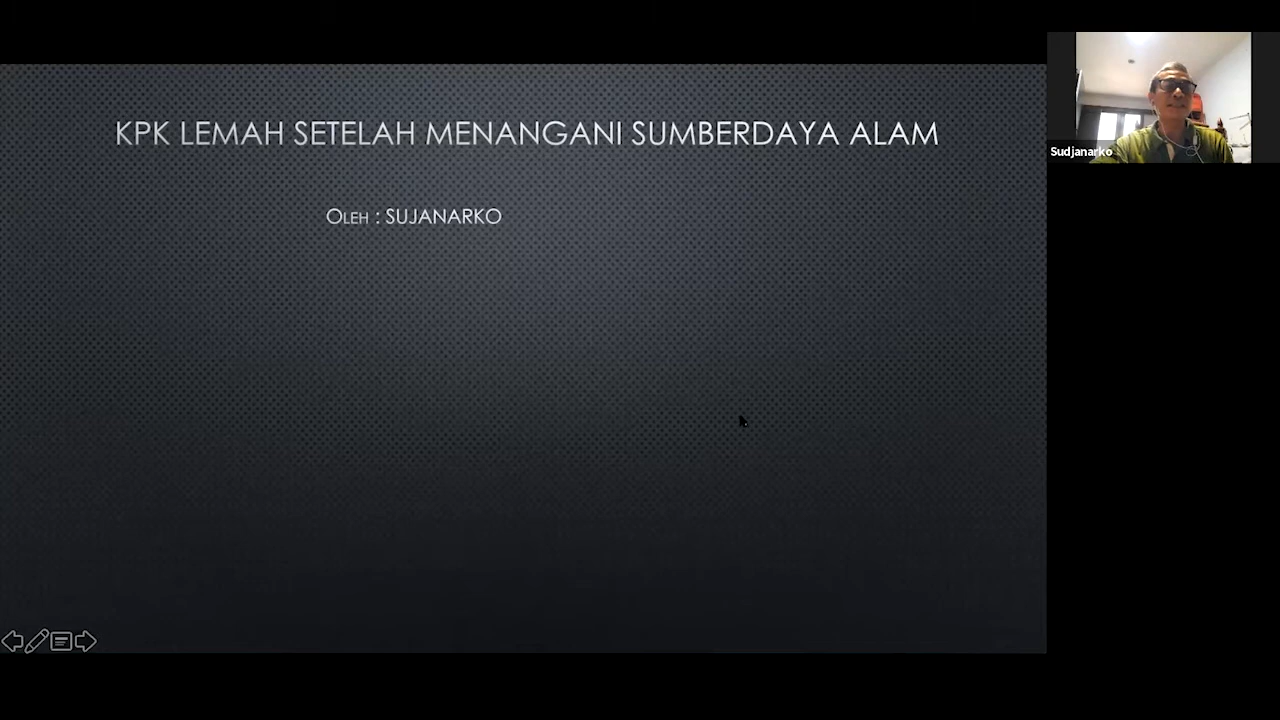 KPK LEMAH SETELAH MENANGANI SUMBERDAYA ALAM
OLEH : SUJANARKO
Sudjanarko